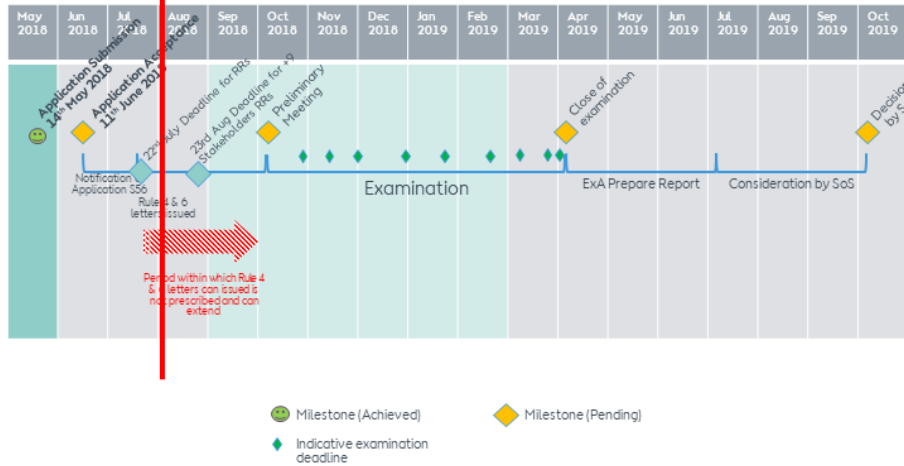 May Jun Jul Aug Sep Oct Nov Dec Jan Feb Mar Apr May Jun Jul Aug Sep Oct
2018 2018 2018 2018 2018 2018 2018 2018 2019 2019 2019 2019 2019 2019 2019 2019 2019 2019
Application Submission
14th May 2018
Application Acceptance
11th June 2018
22nd July Deadline for RRs
23rd Aug Deadline for +9
Stakeholders RRs
Preliminary
Meeting
Close of
examination
Decision
by S
Notification
Application S56
Rule 4 & 6
letters issued
Examination
ExA Prepare Report
Consideration by SoS
Period within which Rule 4
& 6 letters can issued is
not prescribed and can
extend
Milestone (Achieved)
Milestone (Pending)
Indicative examination
deadline